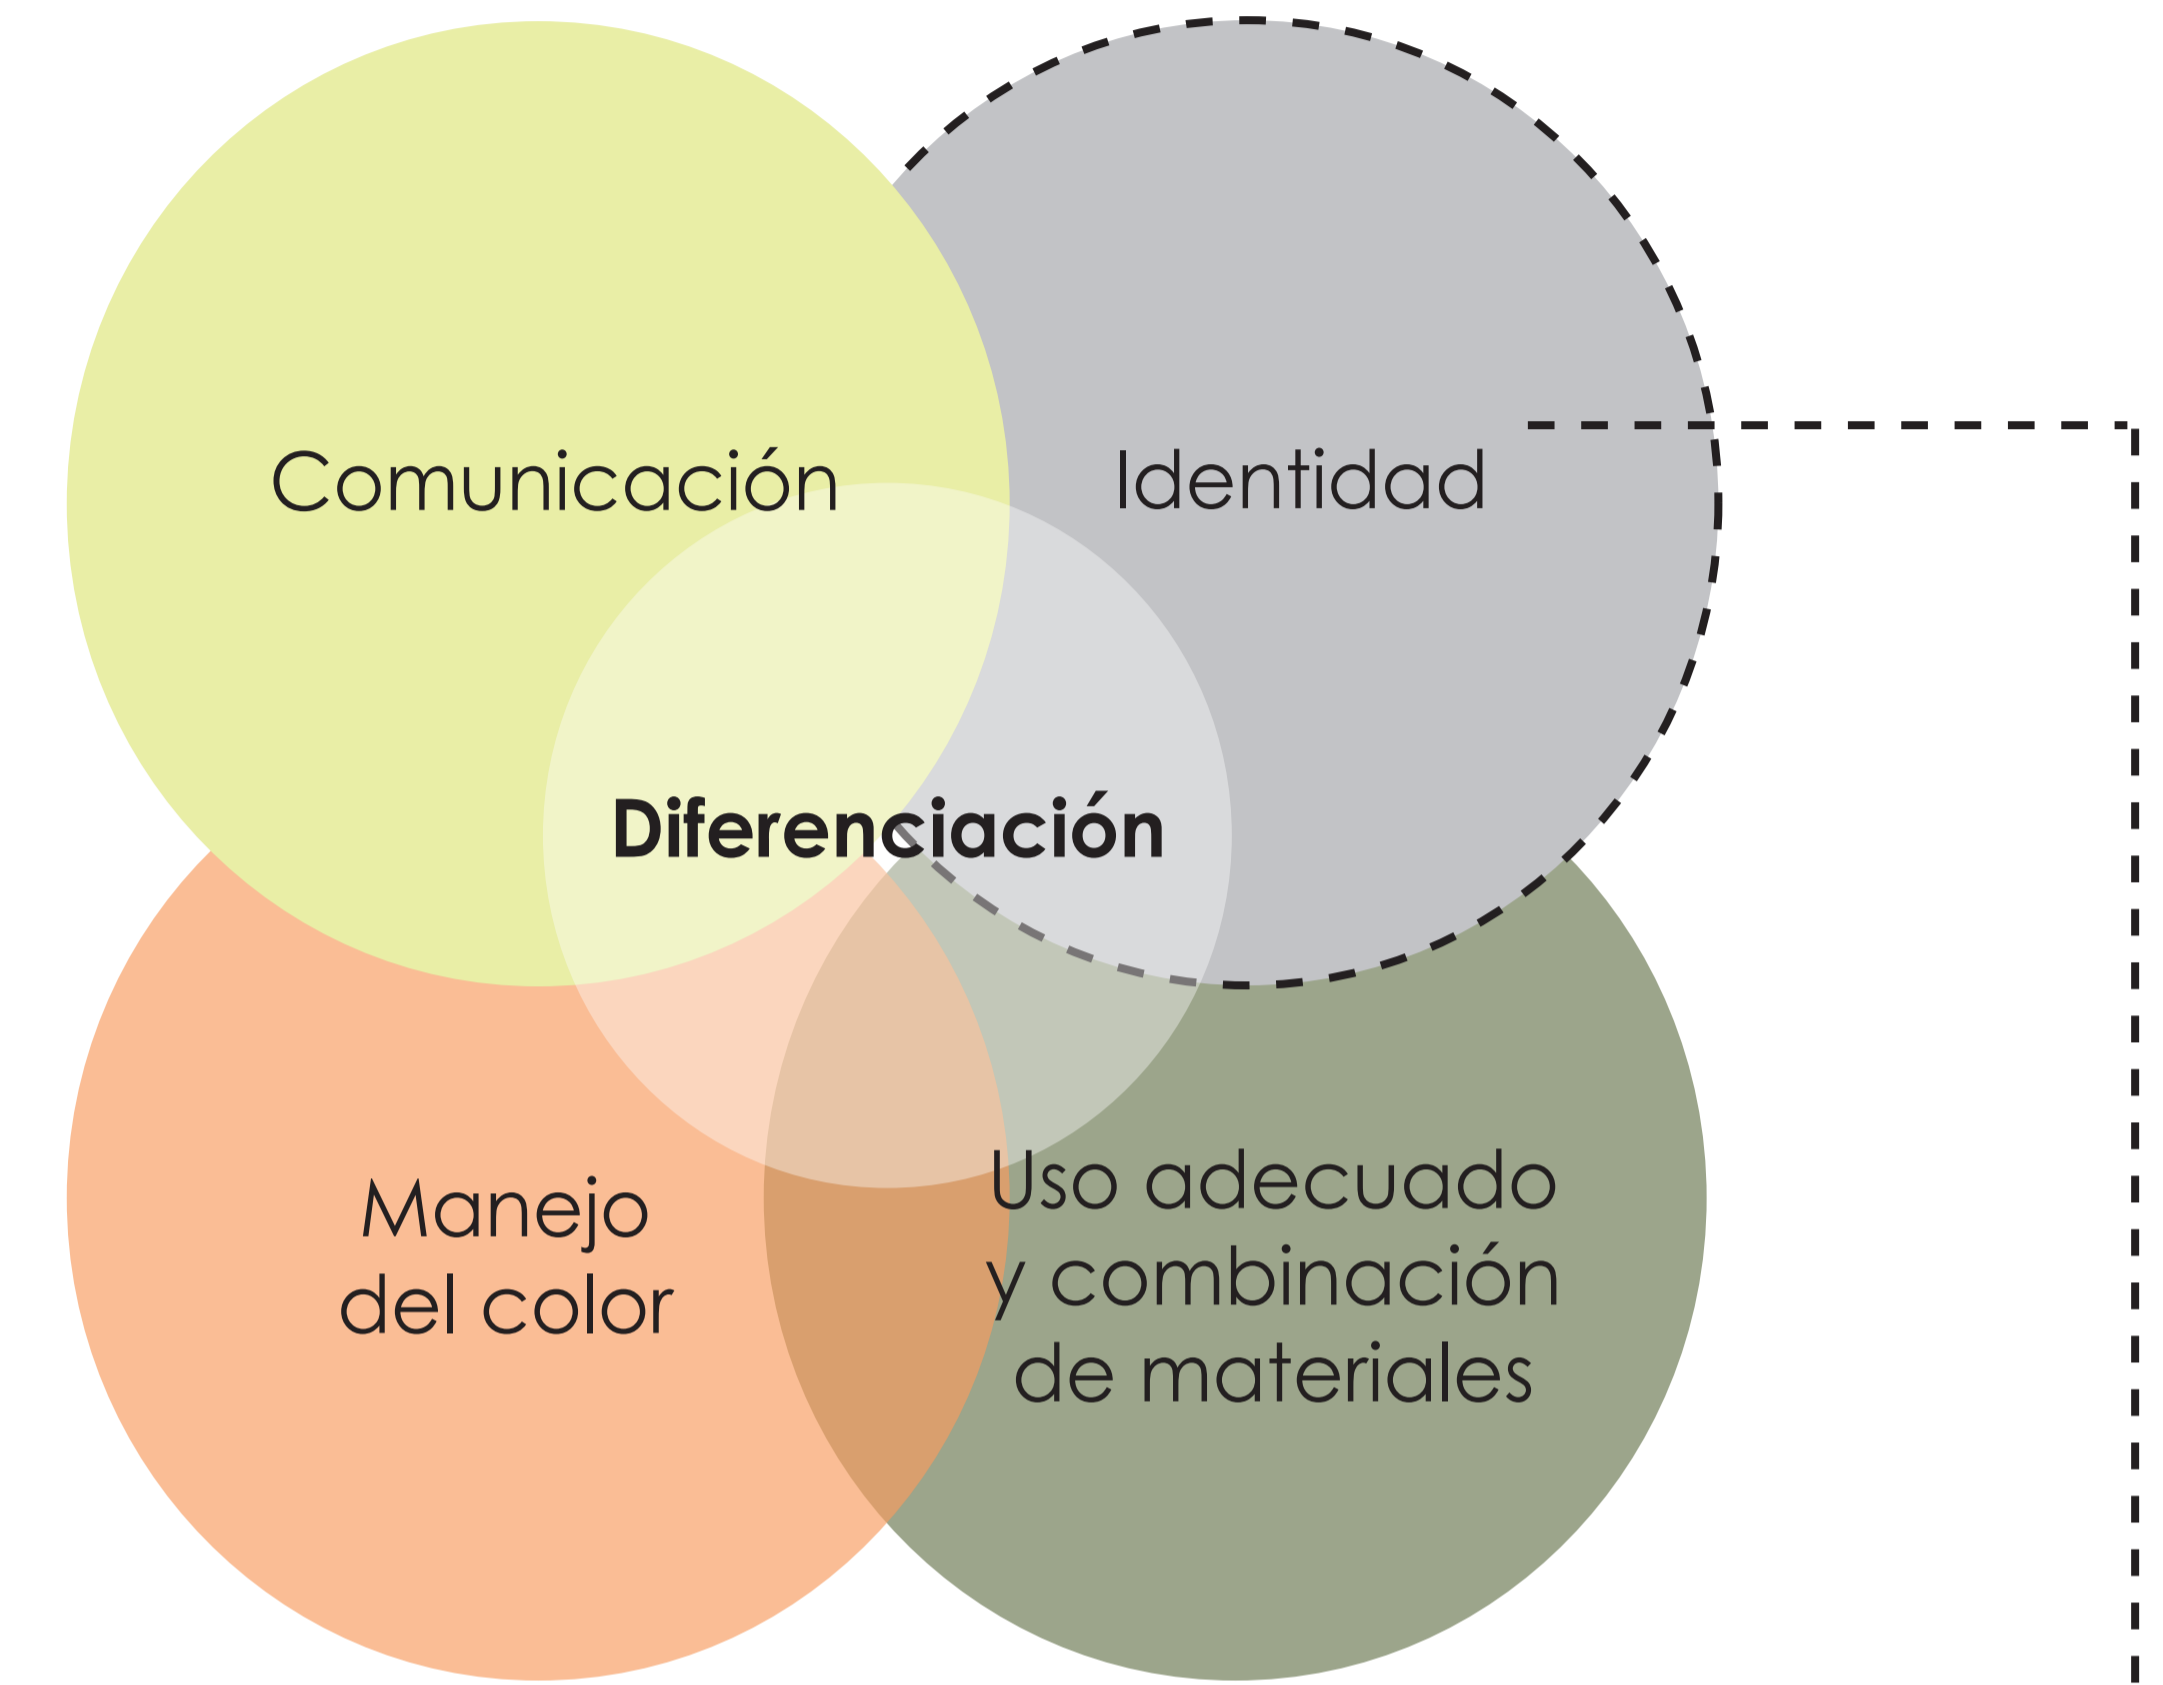 Comunicación
Identidad
Diferenciación
Manejo
del color
Uso adecuado
y combinación
de materiales